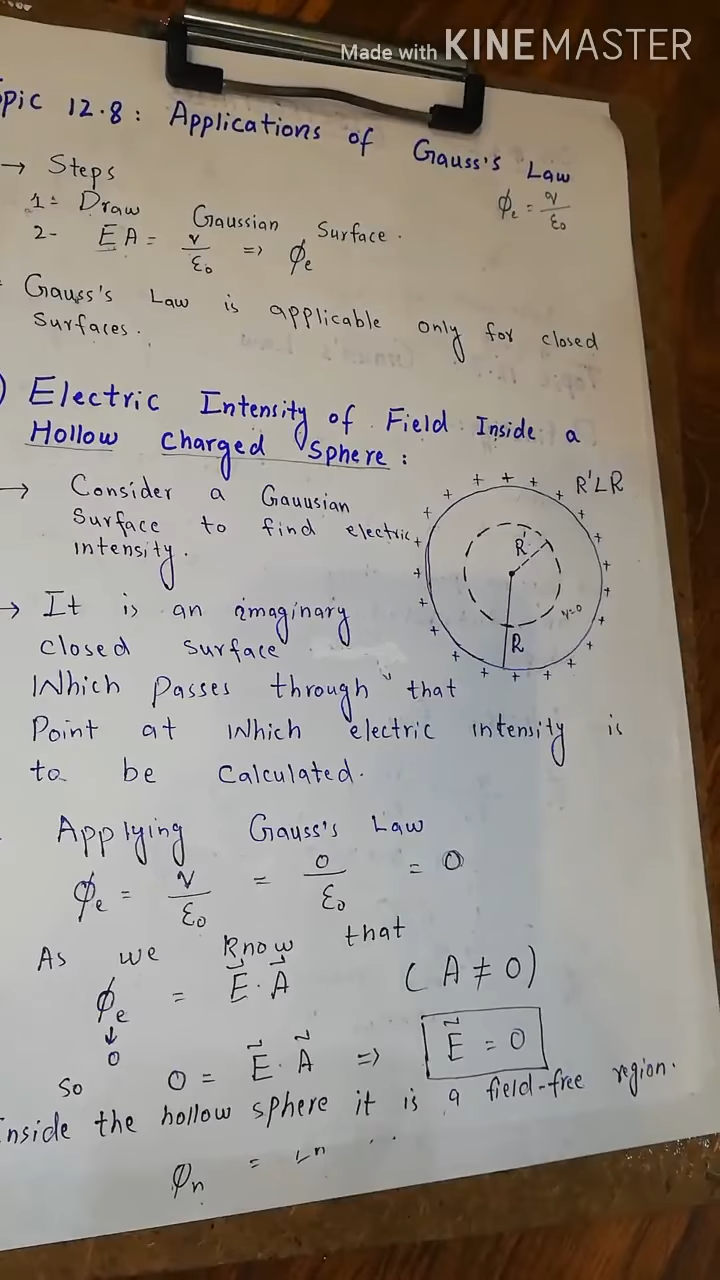 Made with KINEMASTER
pic 12.8: Applications of Gauss's Law
→ Steps
1= Draw Gaussian Surface.
2- EA = q/ε₀ => ϕe
ϕe = q/ε₀
Gauss's Law is applicable only for closed
Surfaces.
) Electric Intensity of Field Inside a
Hollow Charged Sphere :
→ Consider a Gauusian
Surface to find electric
intensity.
R'LR
+ + + + + + + + + + + + + + + + + + + + + +
R'
q=0
R
→ It is an imaginary
closed surface
Which passes through that
Point at which electric intensity is
to be calculated.
Applying Gauss's Law
ϕe = q/ε₀ = 0/ε₀ = 0
As we know that
ϕe = E⃗ . A⃗ (A ≠ 0)
↓
0
So 0 = E⃗ . A⃗ => E⃗ = 0
Inside the hollow sphere it is a field-free region.